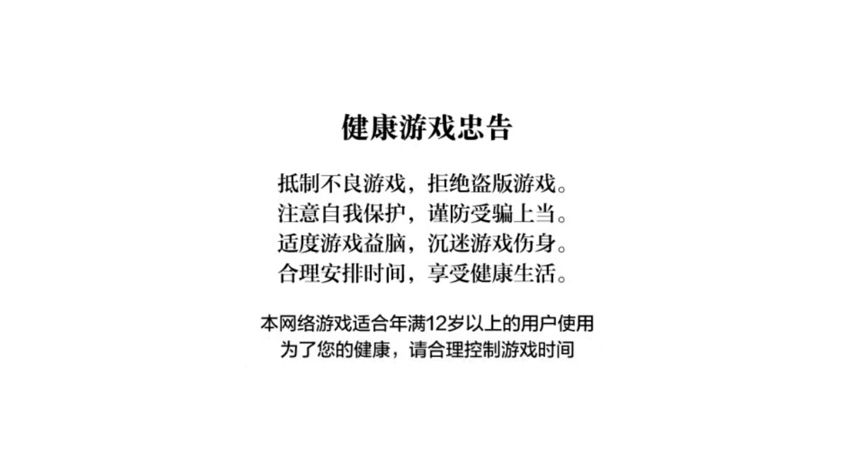 健康游戏忠告
抵制不良游戏，拒绝盗版游戏。
注意自我保护，谨防受骗上当。
适度游戏益脑，沉迷游戏伤身。
合理安排时间，享受健康生活。
本网络游戏适合年满12岁以上的用户使用
为了您的健康，请合理控制游戏时间